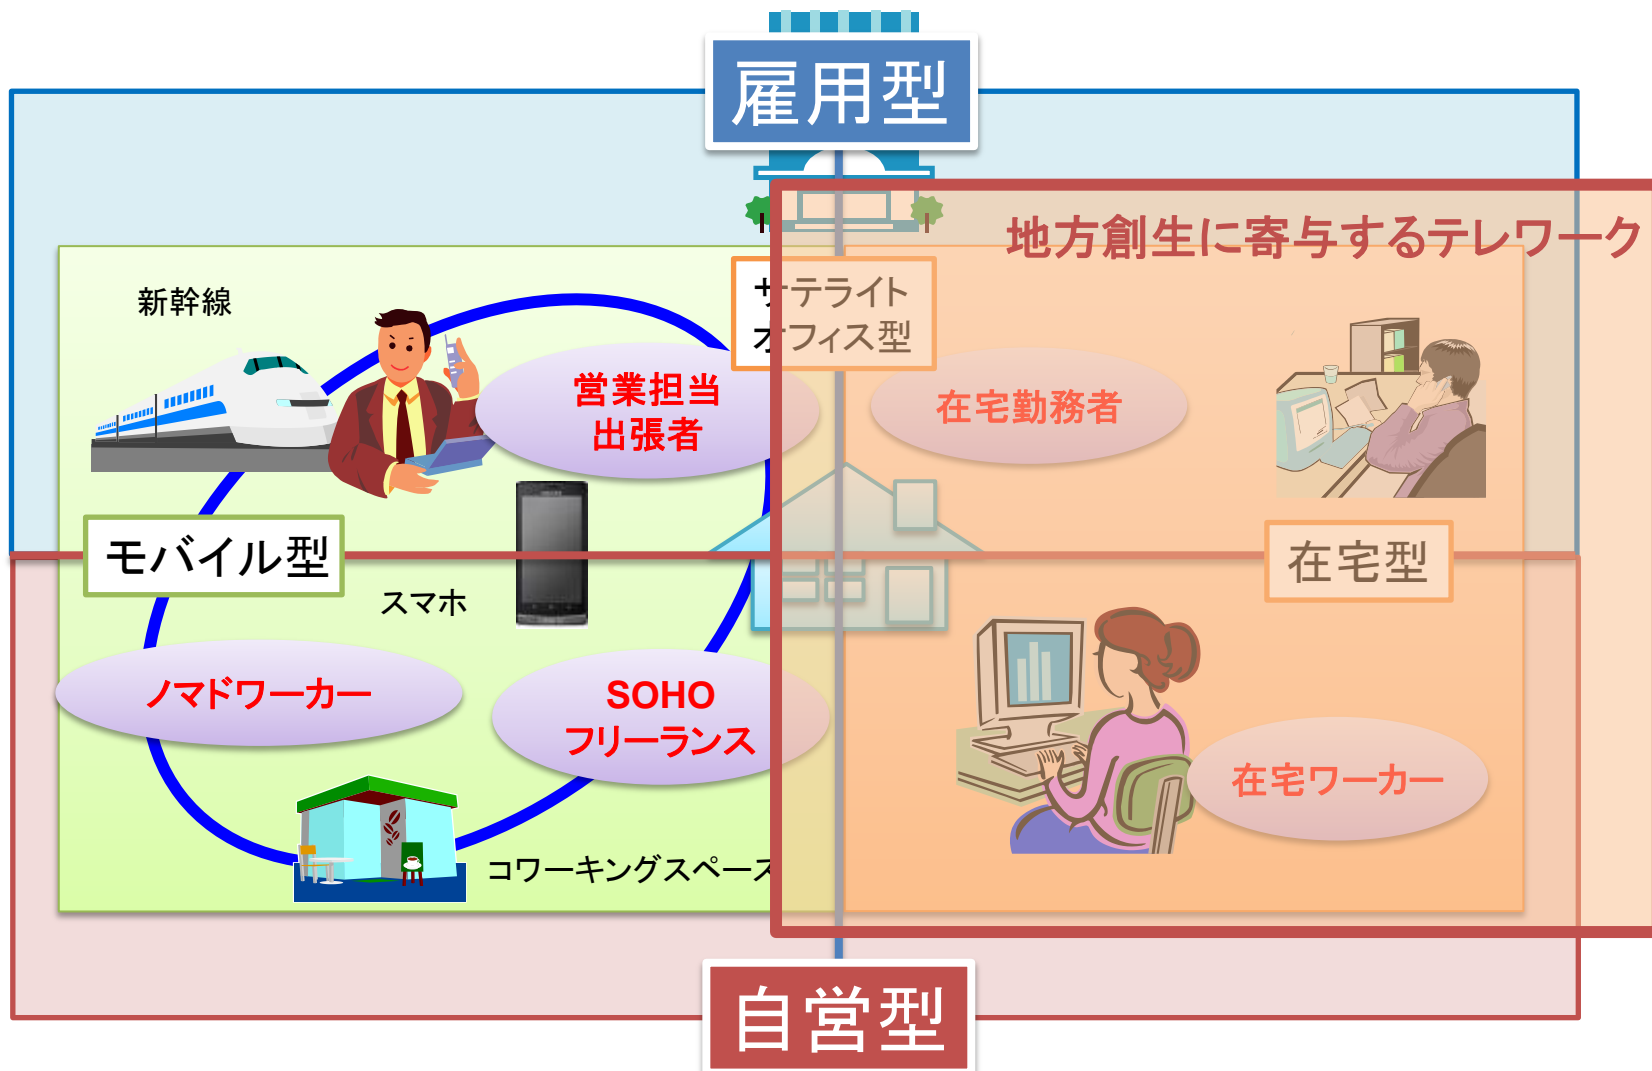 雇用型
地方創生に寄与するテレワーク
新幹線
サテライト
オフィス型
営業担当
出張者
在宅勤務者
モバイル型
在宅型
スマホ
ノマドワーカー
SOHO
フリーランス
在宅ワーカー
コワーキングスペース
自営型